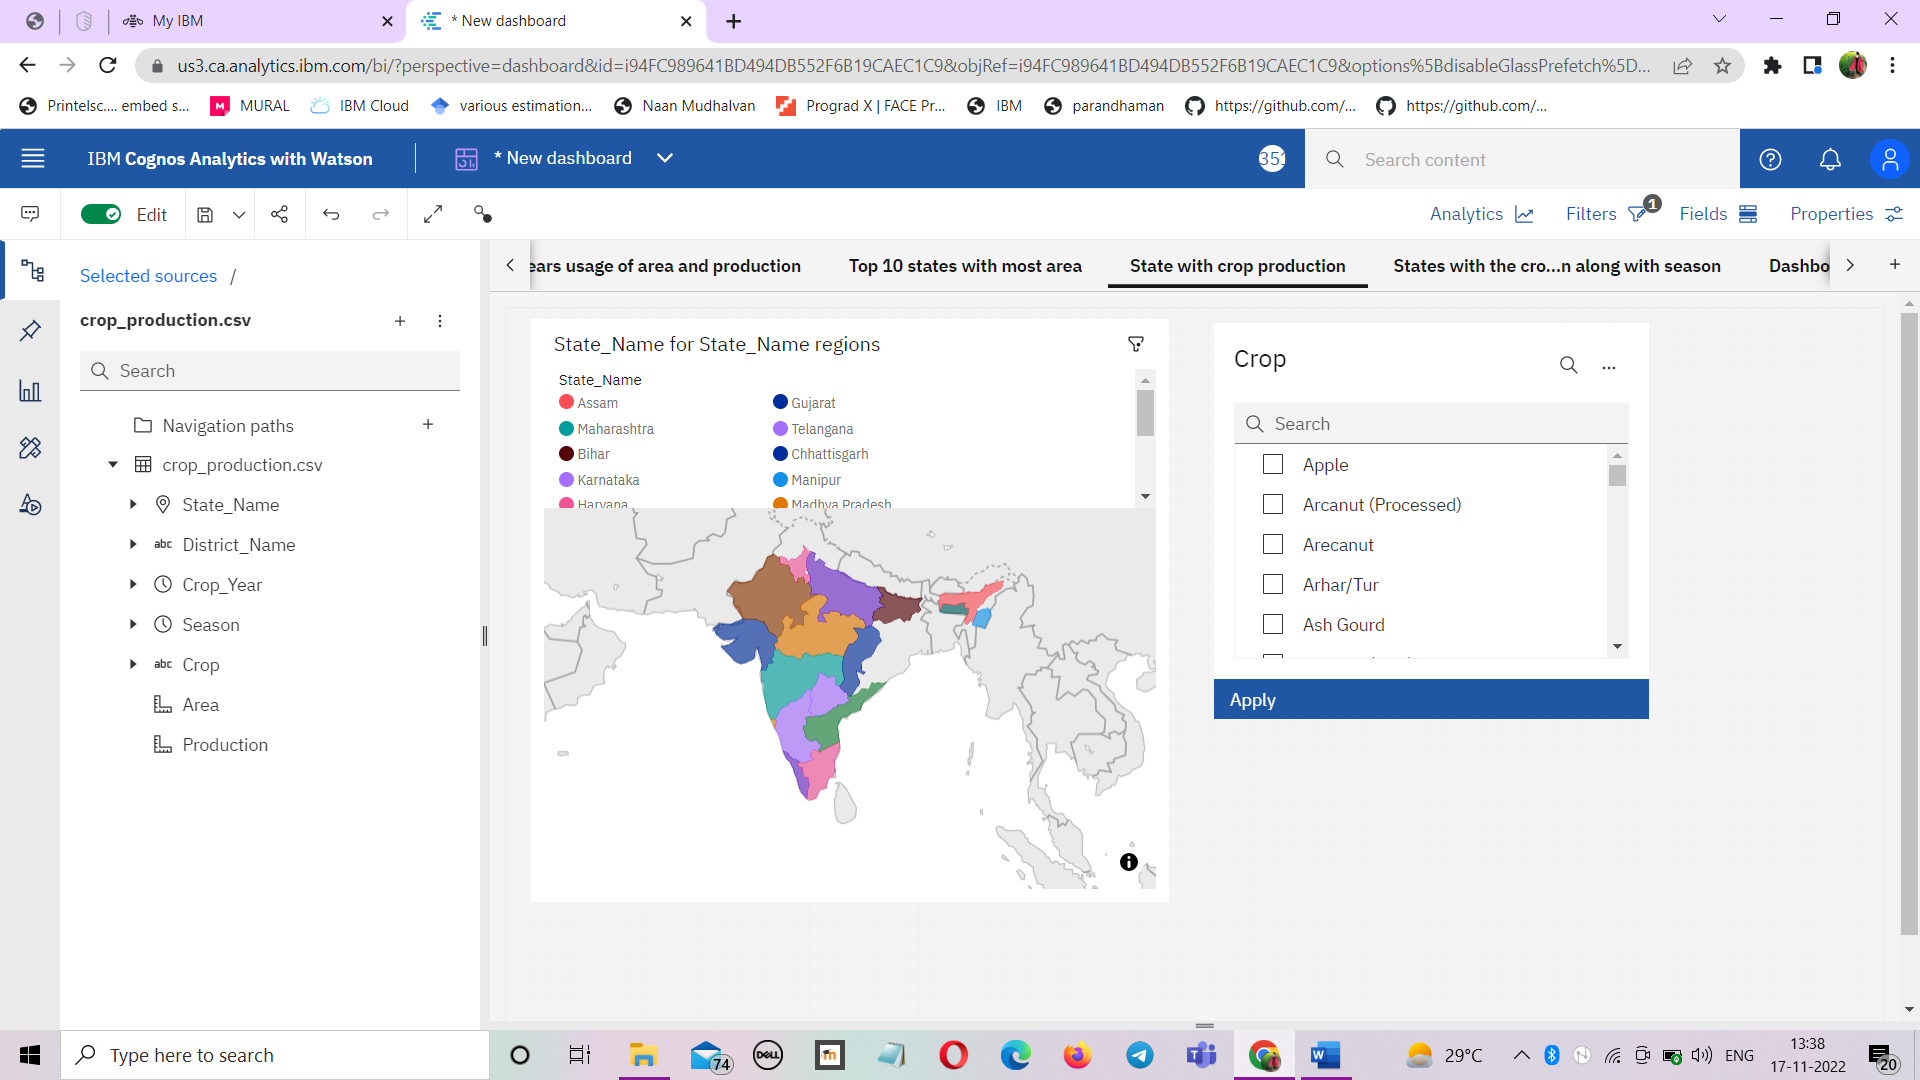 My IBM
* New dashboard
us3.ca.analytics.ibm.com/bi/?perspective=dashboard&id=i94FC989641BD494DB552F6B19CAEC1C9&objRef=i94FC989641BD494DB552F6B19CAEC1C9&options%5BdisableGlassPrefetch%5D...
Printelsc.... embed s...
MURAL
IBM Cloud
various estimation...
Naan Mudhalvan
Prograd X | FACE Pr...
IBM
parandhaman
https://github.com/...
https://github.com/...
IBM Cognos Analytics with Watson
* New dashboard
351
Search content
Edit
Analytics
Filters
1
Fields
Properties
Selected sources /
ears usage of area and production
Top 10 states with most area
State with crop production
States with the cro...n along with season
Dashbo
crop_production.csv
Search
Navigation paths
crop_production.csv
State_Name
abc District_Name
Crop_Year
Season
abc Crop
Area
Production
State_Name for State_Name regions
State_Name
Assam
Gujarat
Maharashtra
Telangana
Bihar
Chhattisgarh
Karnataka
Manipur
Haryana
Madhya Pradesh
Crop
Search
Apple
Arcanut (Processed)
Arecanut
Arhar/Tur
Ash Gourd
Apply
Type here to search
74
DELL
29°C
ENG
13:38
17-11-2022
20